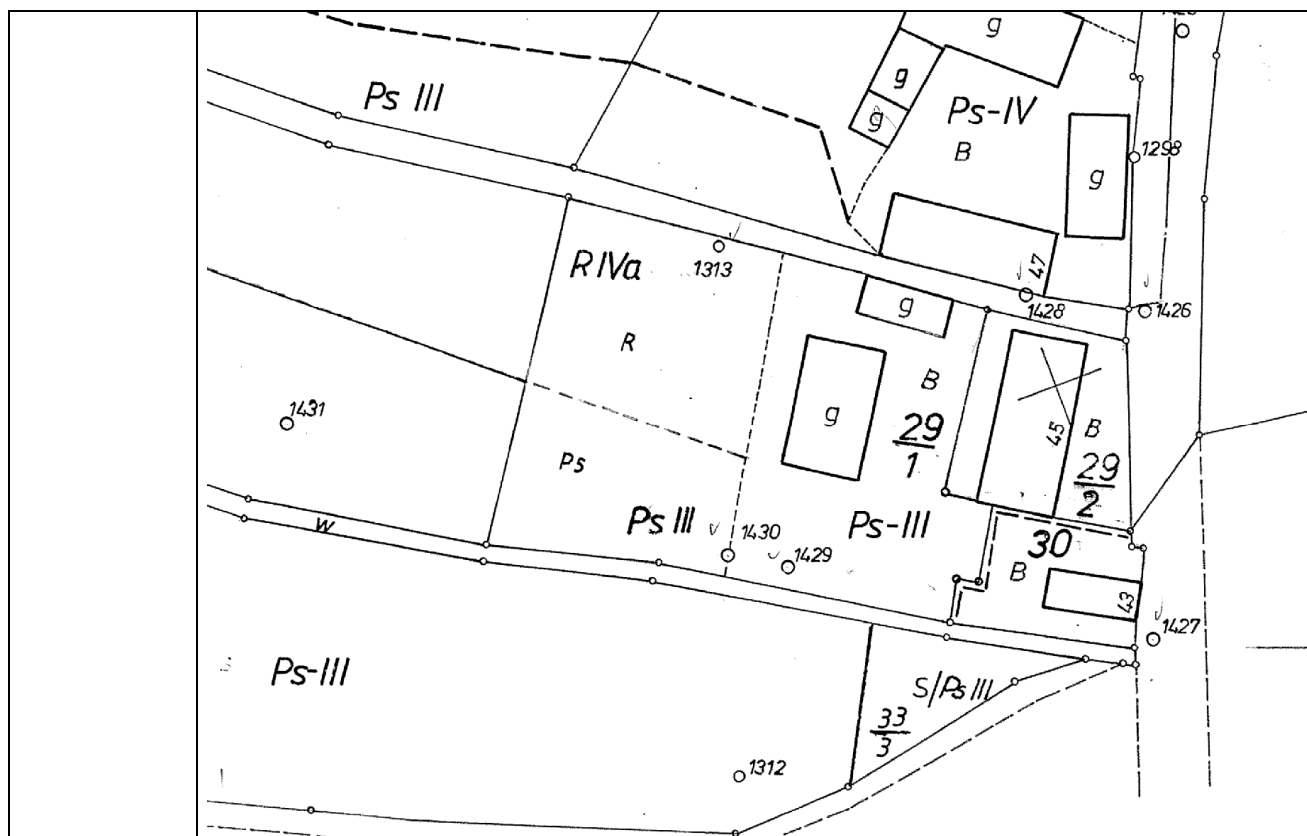 g
g
g
Ps III
Ps-IV
B
1298
g
1313
R IVa
47
1428
1426
g
R
B
1431
g
29
1
45
B
29
2
Ps
Ps III
1430
1429
Ps-III
30
B
W
43
1427
Ps-III
S/Ps III
33
3
1312